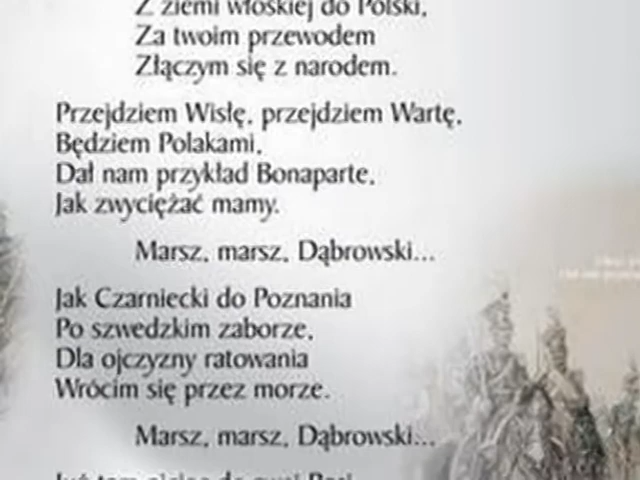 Z ziemi włoskiej do Polski,
Za twoim przewodem
Złączym się z narodem.
Przejdziem Wisłę, przejdziem Wartę,
Będziem Polakami,
Dał nam przykład Bonaparte,
Jak zwyciężać mamy.
Marsz, marsz, Dąbrowski...
Jak Czarniecki do Poznania
Po szwedzkim zaborze,
Dla ojczyzny ratowania
Wrócim się przez morze.
Marsz, marsz, Dąbrowski...